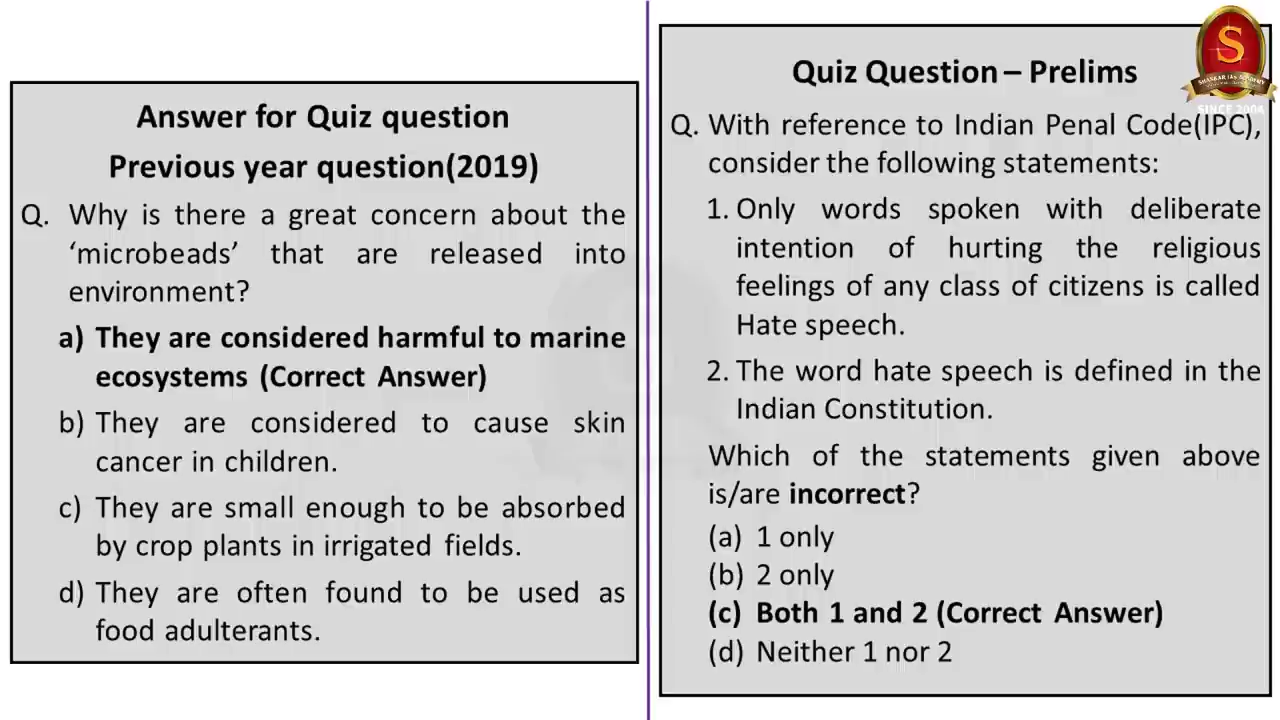 Answer for Quiz question
Previous year question(2019)
Q. Why is there a great concern about the
‘microbeads’ that are released into
environment?
a) They are considered harmful to marine
ecosystems (Correct Answer)
b) They are considered to cause skin
cancer in children.
c) They are small enough to be absorbed
by crop plants in irrigated fields.
d) They are often found to be used as
food adulterants.
Quiz Question – Prelims
Q. With reference to Indian Penal Code(IPC),
consider the following statements:
1. Only words spoken with deliberate
intention of hurting the religious
feelings of any class of citizens is called
Hate speech.
2. The word hate speech is defined in the
Indian Constitution.
Which of the statements given above
is/are incorrect?
(a) 1 only
(b) 2 only
(c) Both 1 and 2 (Correct Answer)
(d) Neither 1 nor 2
S
SHANKAR IAS ACADEMY
SINCE 2004